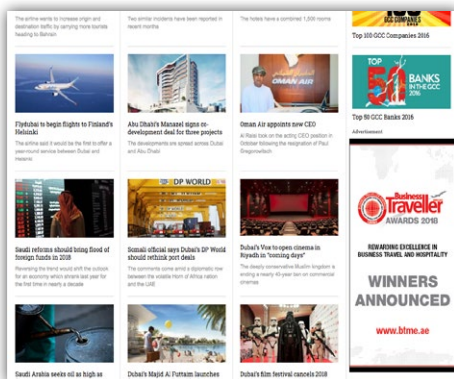 The airline wants to increase origin and
destination traffic by carrying more tourists
heading to Bahrain
Two similar incidents have been reported in
recent months
The hotels have a combined 1,500 rooms
GCC COMPANIES
2016
Top 100 GCC Companies 2016
Flydubai to begin flights to Finland's
Helsinki
The airline said it would be the first to offer a
year-round service between Dubai and
Helsinki
Abu Dhabi's Manazel signs co-
development deal for three projects
The developments are spread across Dubai
and Abu Dhabi
OMAN AIR
Oman Air appoints new CEO
Al Raisi took on the acting CEO position in
October following the resignation of Paul
Gregorowitsch
TOP
50
BANKS
IN THE GCC
2016
Top 50 GCC Banks 2016
Advertisement
Saudi reforms should bring flood of
foreign funds in 2018
Reversing the trend would shift the outlook
for an economy which shrank last year for
the first time in nearly a decade
DP WORLD
Somali official says Dubai's DP World
should rethink port deals
The comments come amid a diplomatic row
between the volatile Horn of Africa nation
and the UAE
Dubai's Vox to open cinema in
Riyadh in "coming days"
The deeply conservative Muslim kingdom is
ending a nearly 40-year ban on commercial
cinemas
Business
Traveller
AWARDS 2018
REWARDING EXCELLENCE IN
BUSINESS TRAVEL AND HOSPITALITY
WINNERS
ANNOUNCED
www.btme.ae
Saudi Arabia seeks oil as high as
Dubai's Majid Al Futtaim launches
Dubai's film festival cancels 2018